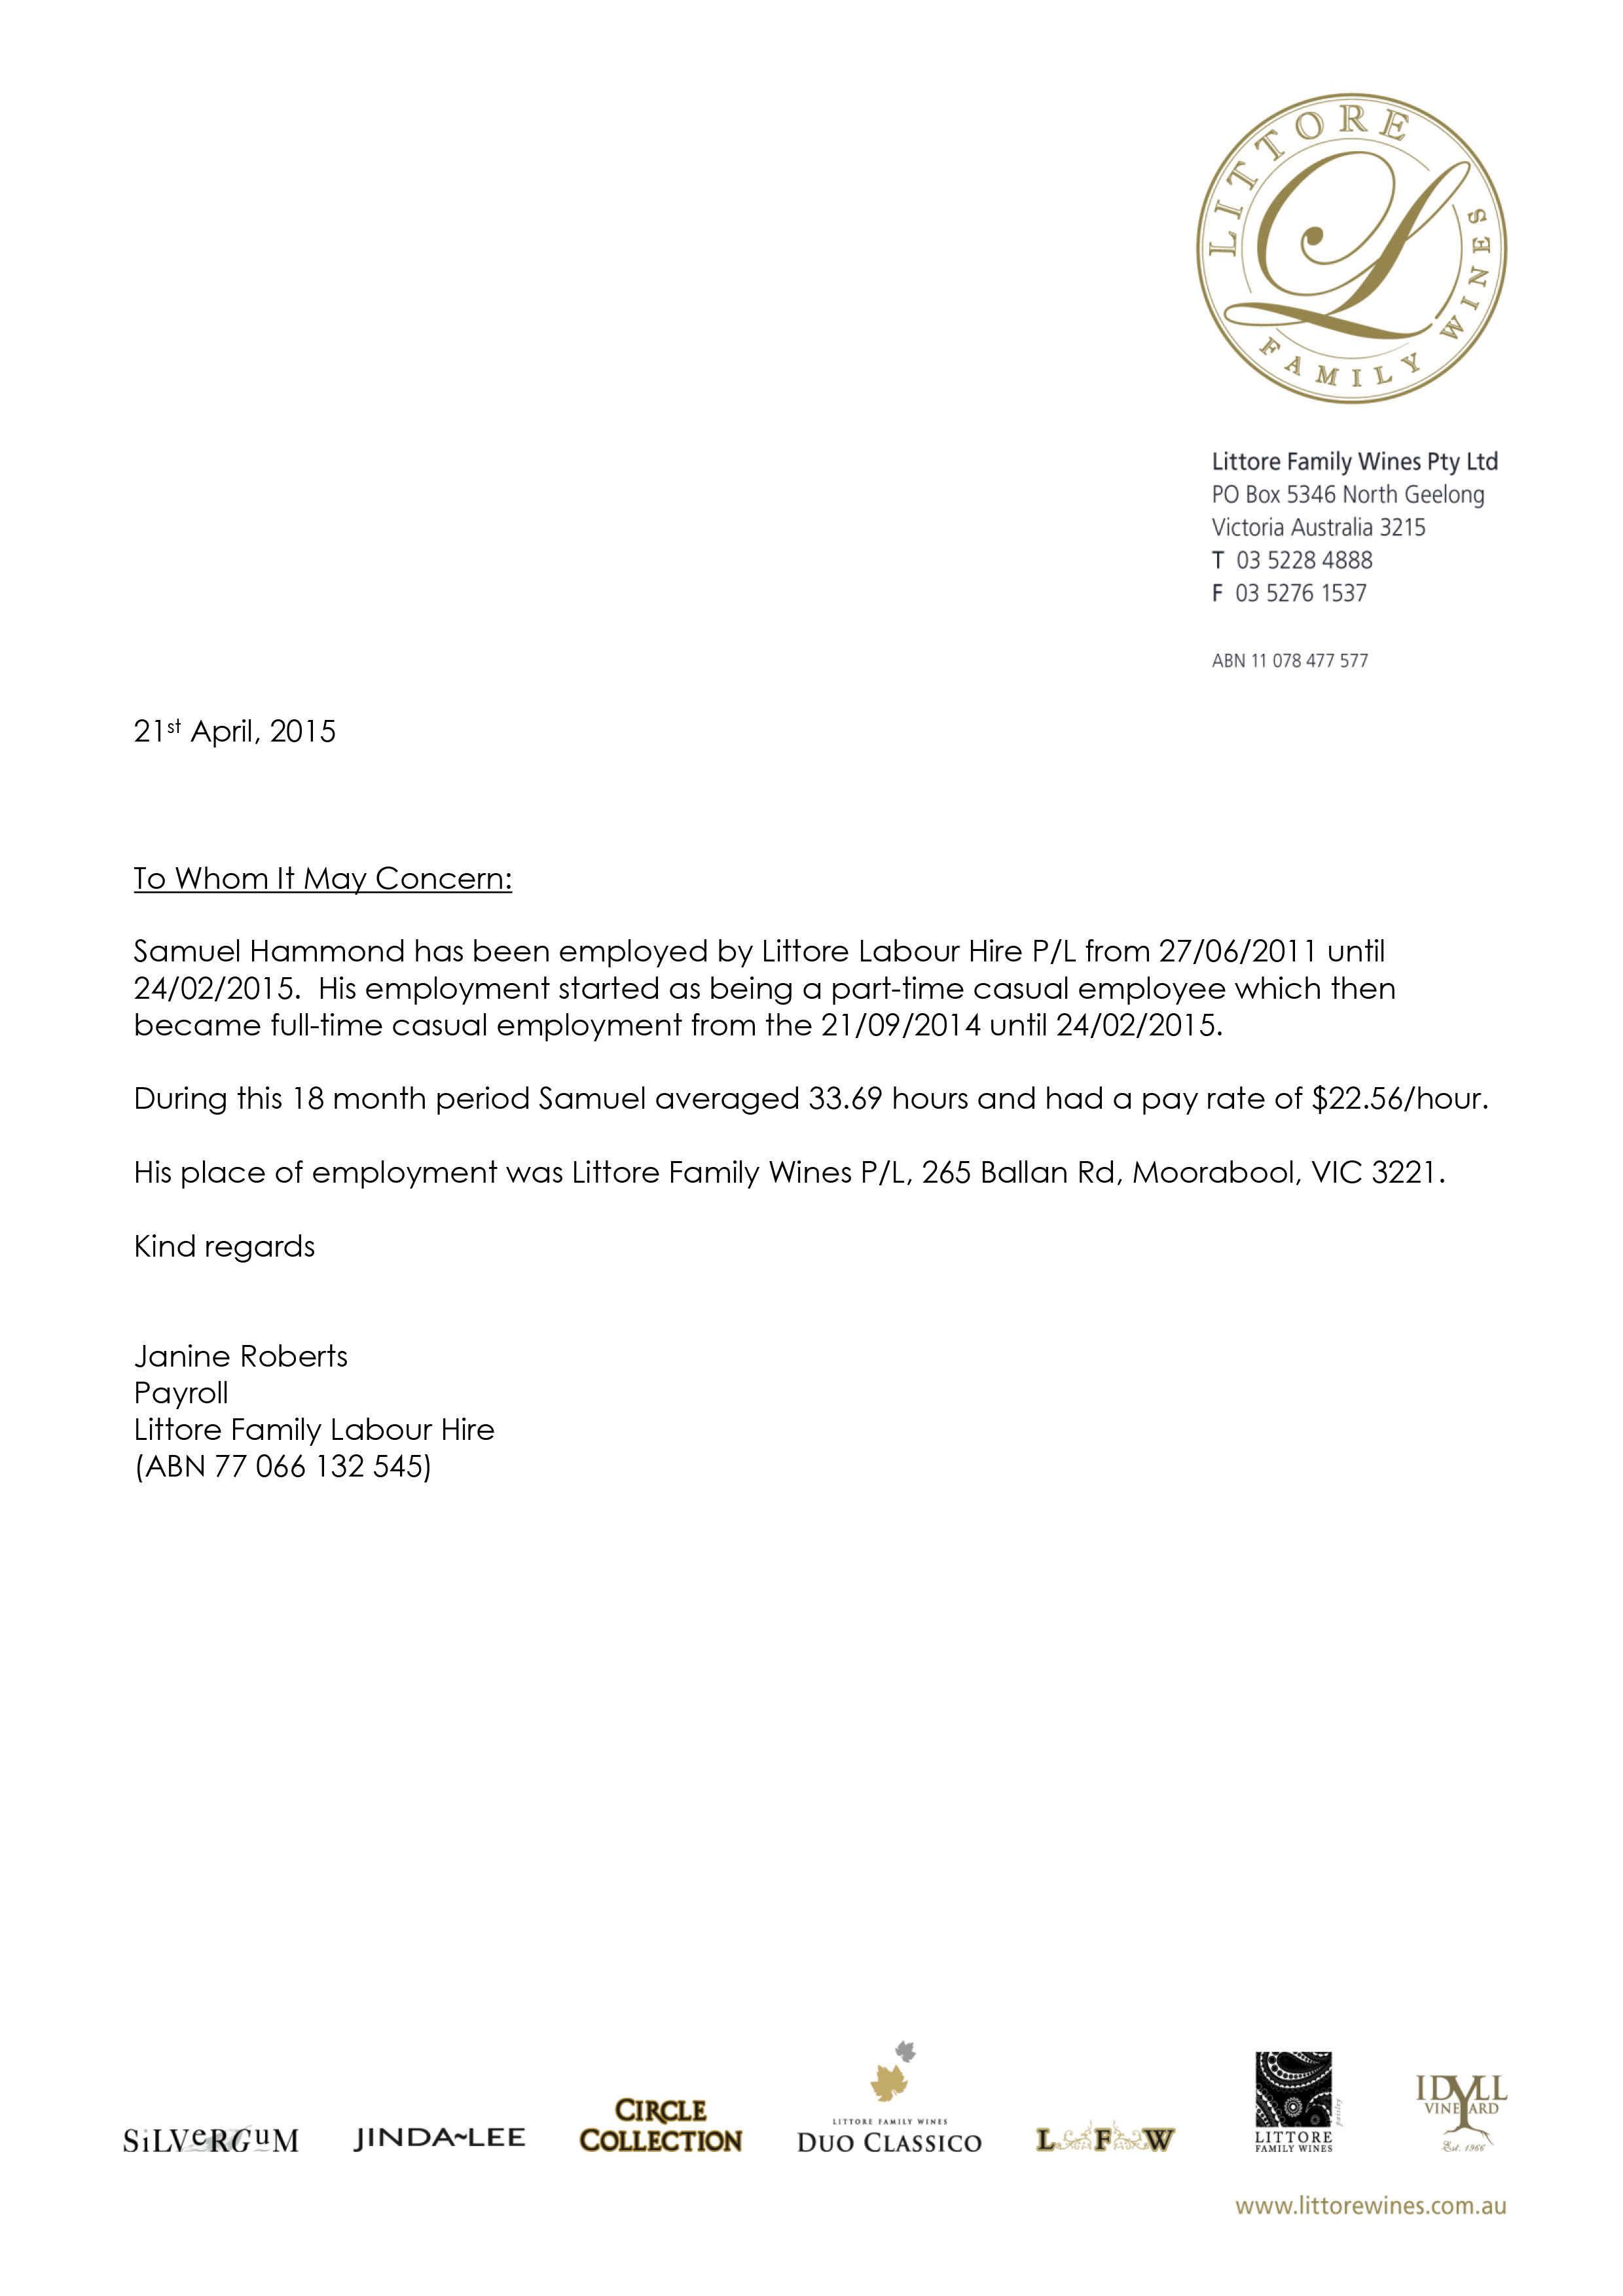 LITTORE
FAMILY WINES
Littore Family Wines Pty Ltd
PO Box 5346 North Geelong
Victoria Australia 3215
T 03 5228 4888
F 03 5276 1537
ABN 11 078 477 577
21st April, 2015
To Whom It May Concern:
Samuel Hammond has been employed by Littore Labour Hire P/L from 27/06/2011 until
24/02/2015.  His employment started as being a part-time casual employee which then
became full-time casual employment from the 21/09/2014 until 24/02/2015.
During this 18 month period Samuel averaged 33.69 hours and had a pay rate of $22.56/hour.
His place of employment was Littore Family Wines P/L, 265 Ballan Rd, Moorabool, VIC 3221.
Kind regards
Janine Roberts
Payroll
Littore Family Labour Hire
(ABN 77 066 132 545)
SiLVeRGuM
JINDA~LEE
CIRCLE
COLLECTION
LITTORE FAMILY WINES
DUO CLASSICO
L F W
paisley
LITTORE
FAMILY WINES
IDYLL
VINEYARD
Est. 1966
www.littorewines.com.au